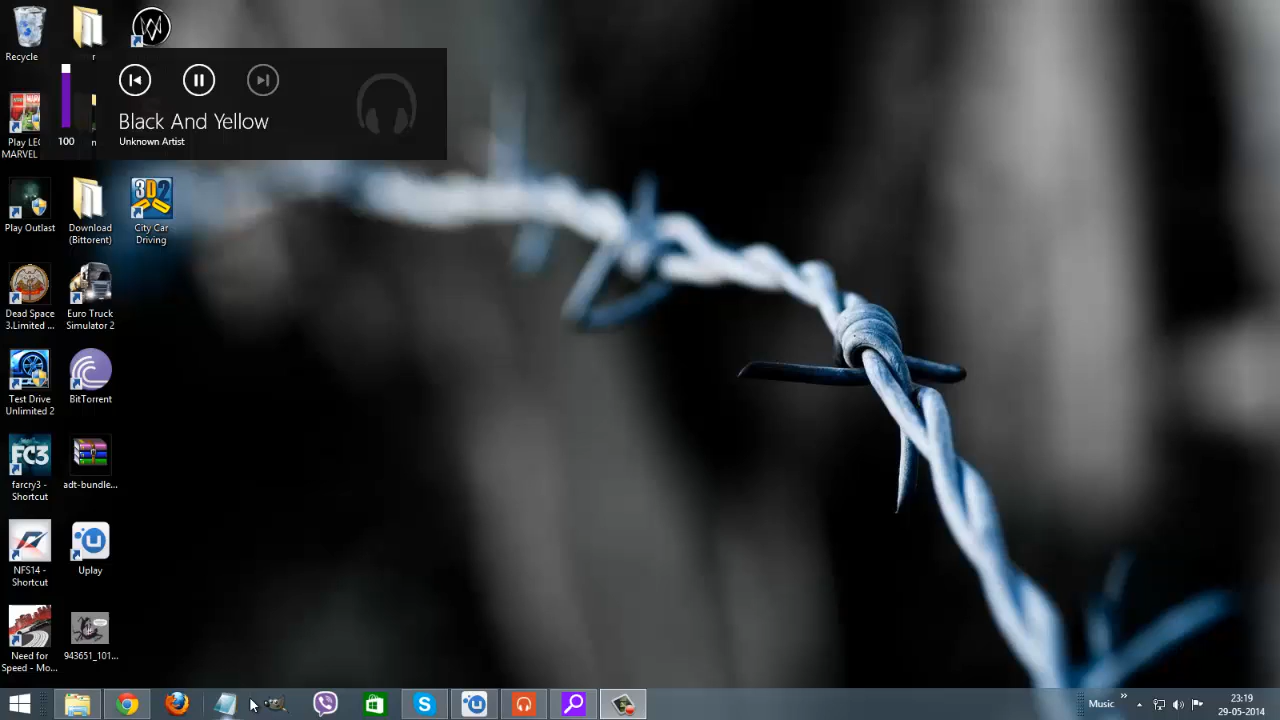 Recycle
r
100
Black And Yellow
Unknown Artist
Play LE
MARVEL
n
Play Outlast
Download
(Bittorent)
3D2
City Car
Driving
Dead Space
3.Limited ...
Euro Truck
Simulator 2
Test Drive
Unlimited 2
BitTorrent
FC3
farcry3 -
Shortcut
adt-bundle...
NFS14 -
Shortcut
Uplay
Need for
Speed - Mo...
943651_101...
Music
23:19
29-05-2014